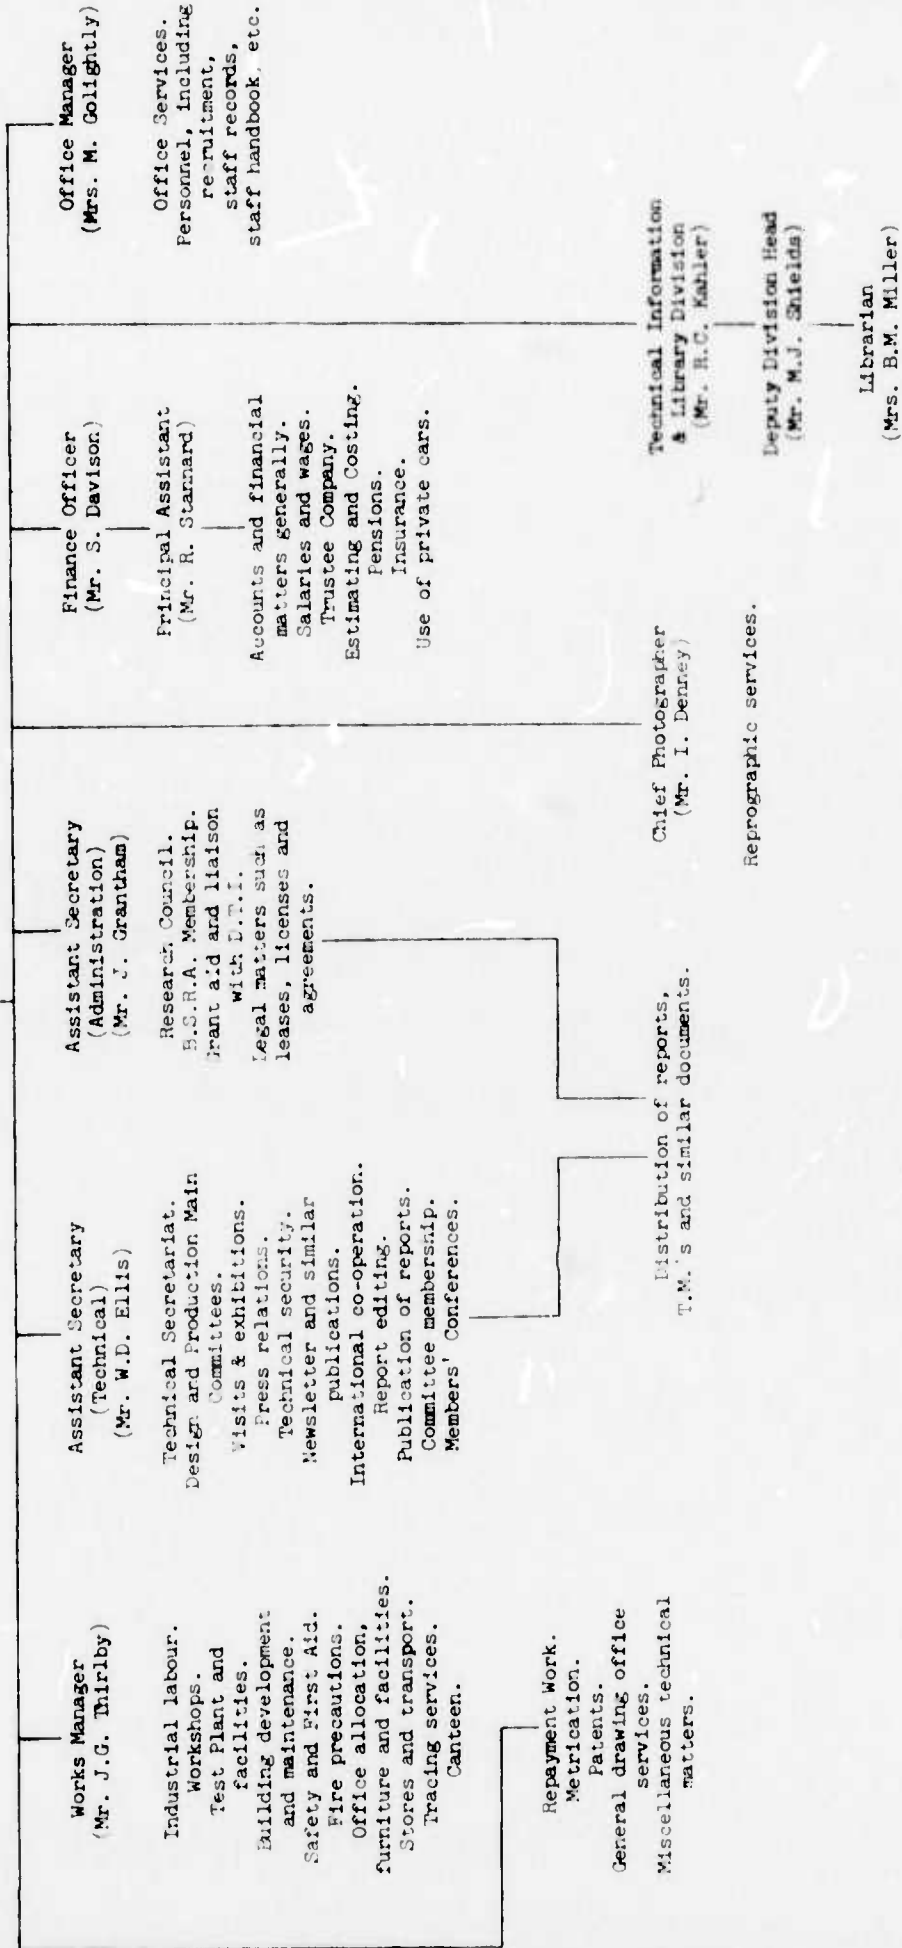 Works Manager
(Mr. J.G. Thirlby)
Industrial labour.
Workshops.
Test Plant and
facilities.
Building development
and maintenance.
Safety and First Aid.
Fire precautions.
Office allocation,
furniture and facilities.
Stores and transport.
Tracing services.
Canteen.
Repayment Work.
Metrication.
Patents.
General drawing office
services.
Miscellaneous technical
matters.
Assistant Secretary
(Technical)
(Mr. W.D. Ellis)
Technical Secretariat.
Design and Production Main
Committees.
Visits & exhibitions.
Press relations.
Technical security.
Newsletter and similar
publications.
International co-operation.
Report editing.
Publication of reports.
Committee membership.
Members' Conferences.
Assistant Secretary
(Administration)
(Mr. J. Grantham)
Research Council.
B.S.R.A. Membership.
Grant aid and liaison
with D.T.I.
Legal matters such as
leases, licenses and
agreements.
Distribution of reports,
T.M.'s and similar documents.
Chief Photographer
(Mr. I. Denney)
Reprographic services.
Finance Officer
(Mr. S. Davison)
Principal Assistant
(Mr. R. Stannard)
Accounts and financial
matters generally.
Salaries and wages.
Trustee Company.
Estimating and Costing.
Pensions.
Insurance.
Use of private cars.
Technical Information
& Library Division
(Mr. R.C. Kahler)
Deputy Division Head
(Mr. M.J. Shields)
Librarian
(Mrs. B.M. Miller)
Office Manager
(Mrs. M. Golightly)
Office Services.
Personnel, including
recruitment,
staff records,
staff handbook, etc.